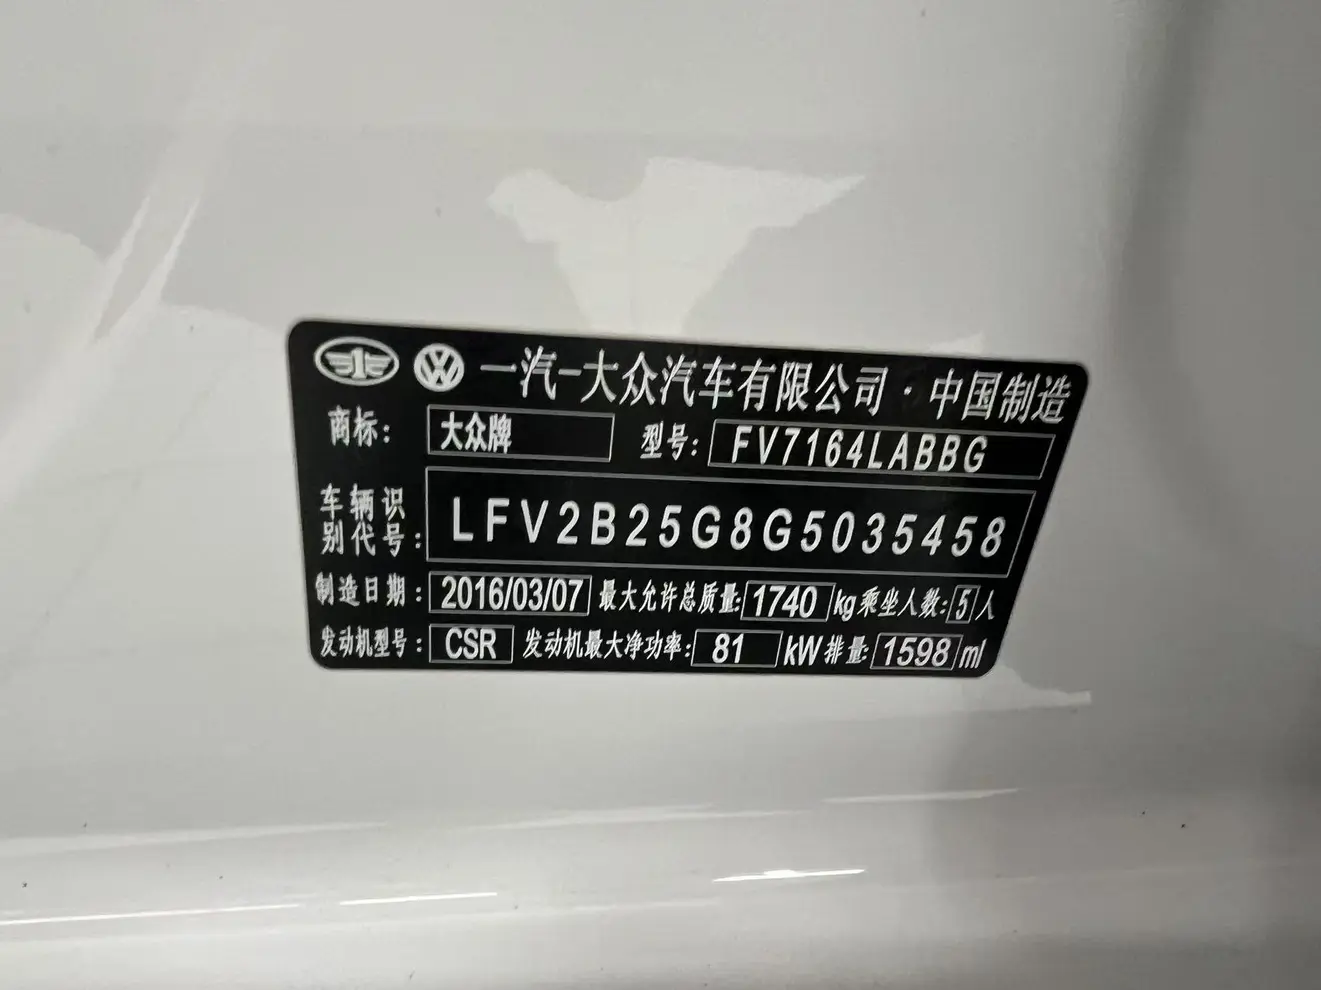 一汽-大众汽车有限公司·中国制造
商标: 大众牌 型号: FV7164LABBG
车辆识别代号: LFV2B25G8G5035458
制造日期: 2016/03/07 最大允许总质量: 1740 kg 乘坐人数: 5 人
发动机型号: CSR 发动机最大净功率: 81 kW 排量: 1598 ml